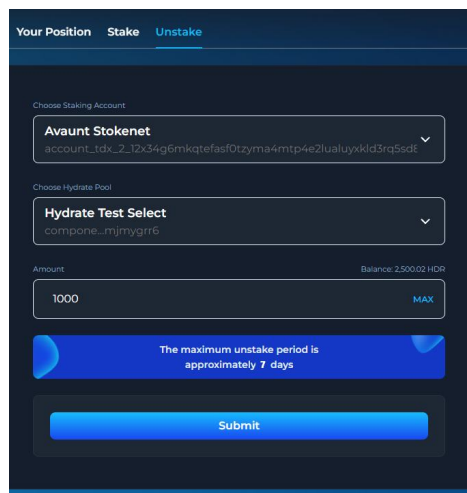 Your Position Stake Unstake
Choose Staking Account
Avaunt Stokenet
account_tdx_2_12x34g6mkqtefasf0tzyma4mtp4e2lualuyxkld3rq5sd8
Choose Hydrate Pool
Hydrate Test Select
compone...mjmygrr6
Amount Balance: 2,500.02 HDR
1000 MAX
The maximum unstake period is
approximately 7 days
Submit